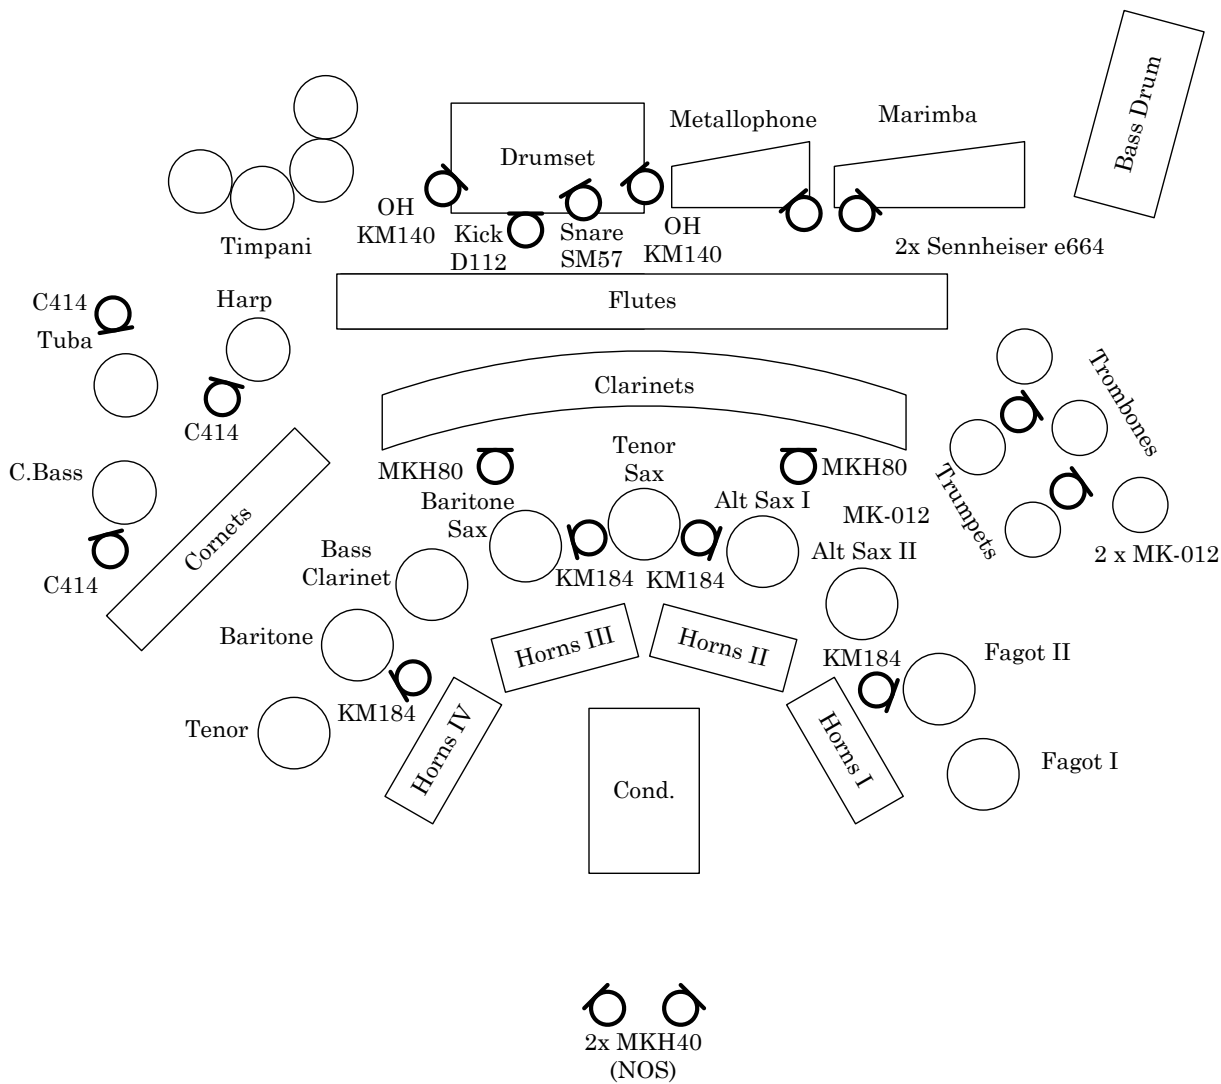 Bass Drum
Metallophone
Marimba
Drumset
OH
KM140
Kick
D112
Snare
SM57
OH
KM140
2x Sennheiser e664
Timpani
C414
Tuba
Harp
Flutes
C414
Clarinets
Trombones
C.Bass
C414
Cornets
MKH80
Tenor
Sax
MKH80
Baritone
Sax
Alt Sax I
MK-012
Trumpets
2 x MK-012
Bass
Clarinet
KM184
KM184
Alt Sax II
Baritone
Horns III
Horns II
KM184
Fagot II
KM184
Tenor
Horns IV
Horns I
Fagot I
Cond.
2x MKH40
(NOS)